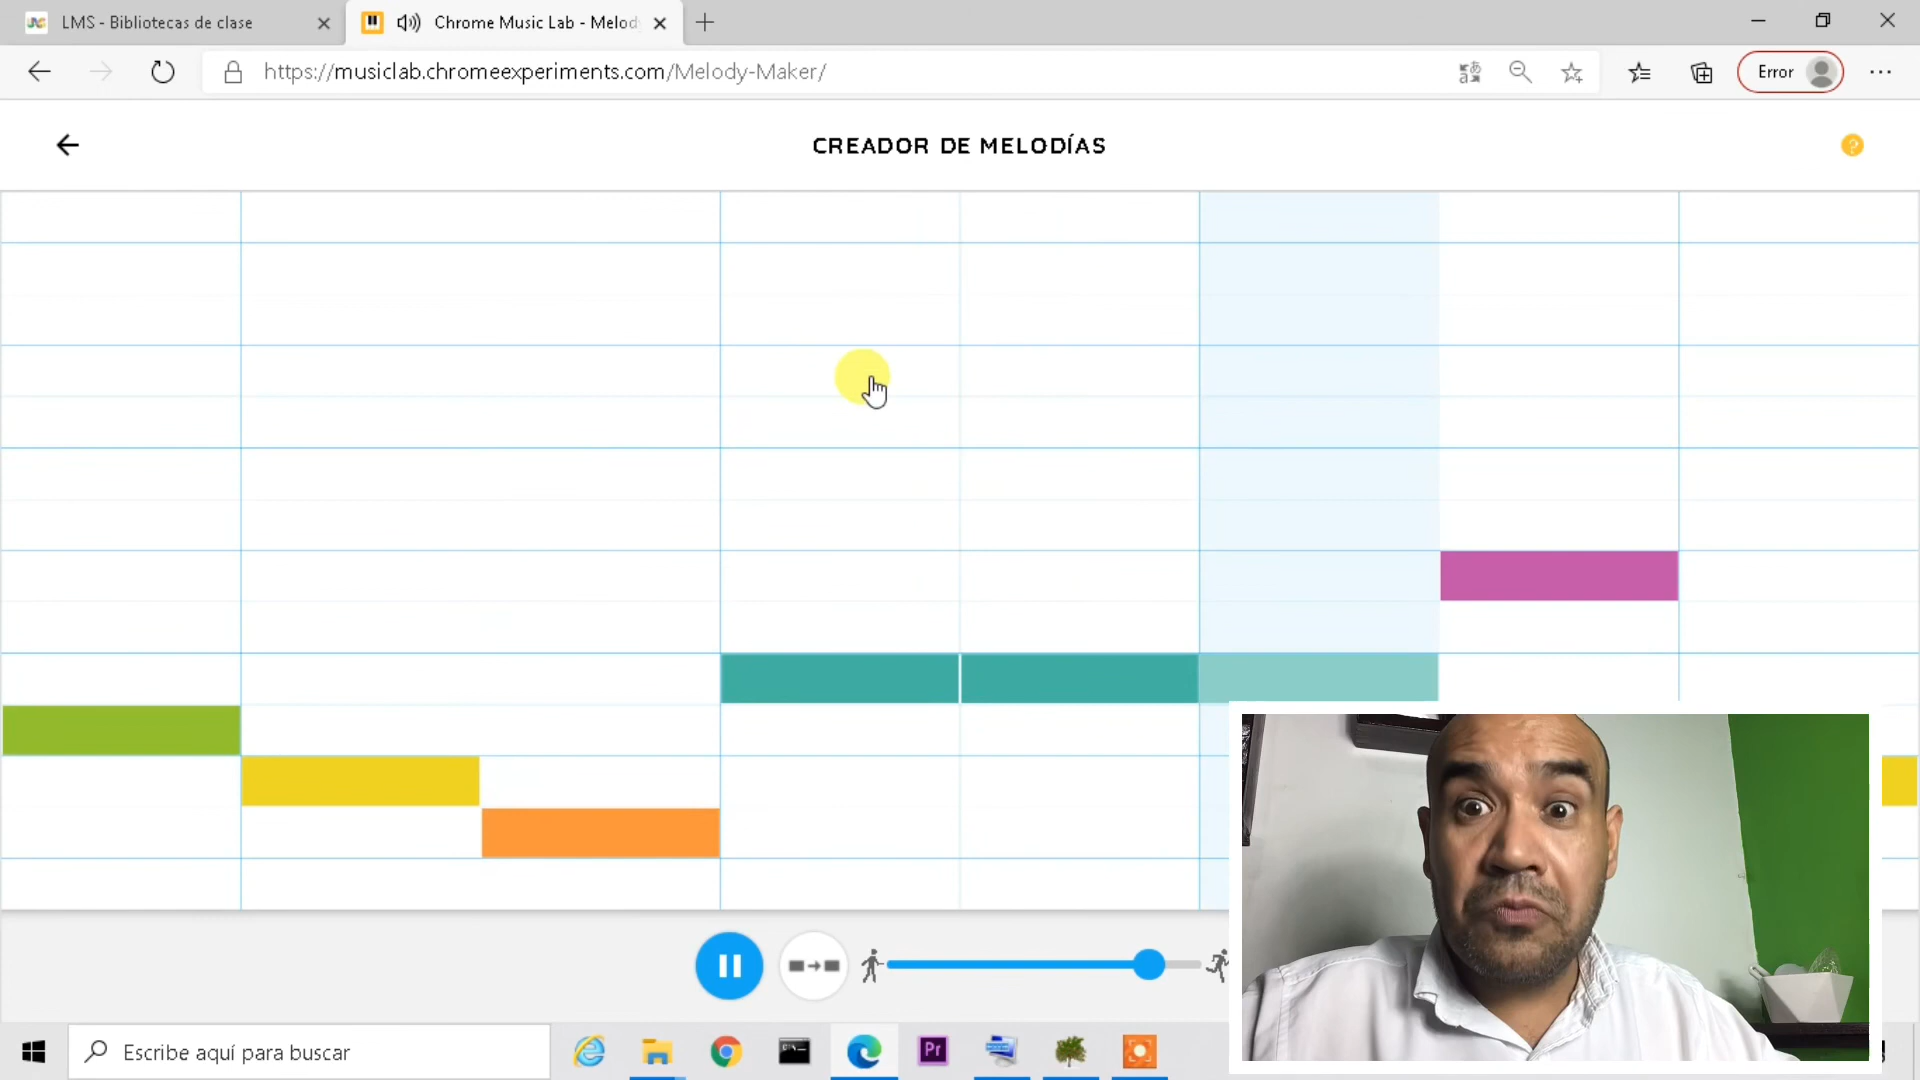 LMS - Bibliotecas de clase
Chrome Music Lab - Melod
https://musiclab.chromeexperiments.com/Melody-Maker/
Error
CREADOR DE MELODÍAS
?
Escribe aquí para buscar
Pr